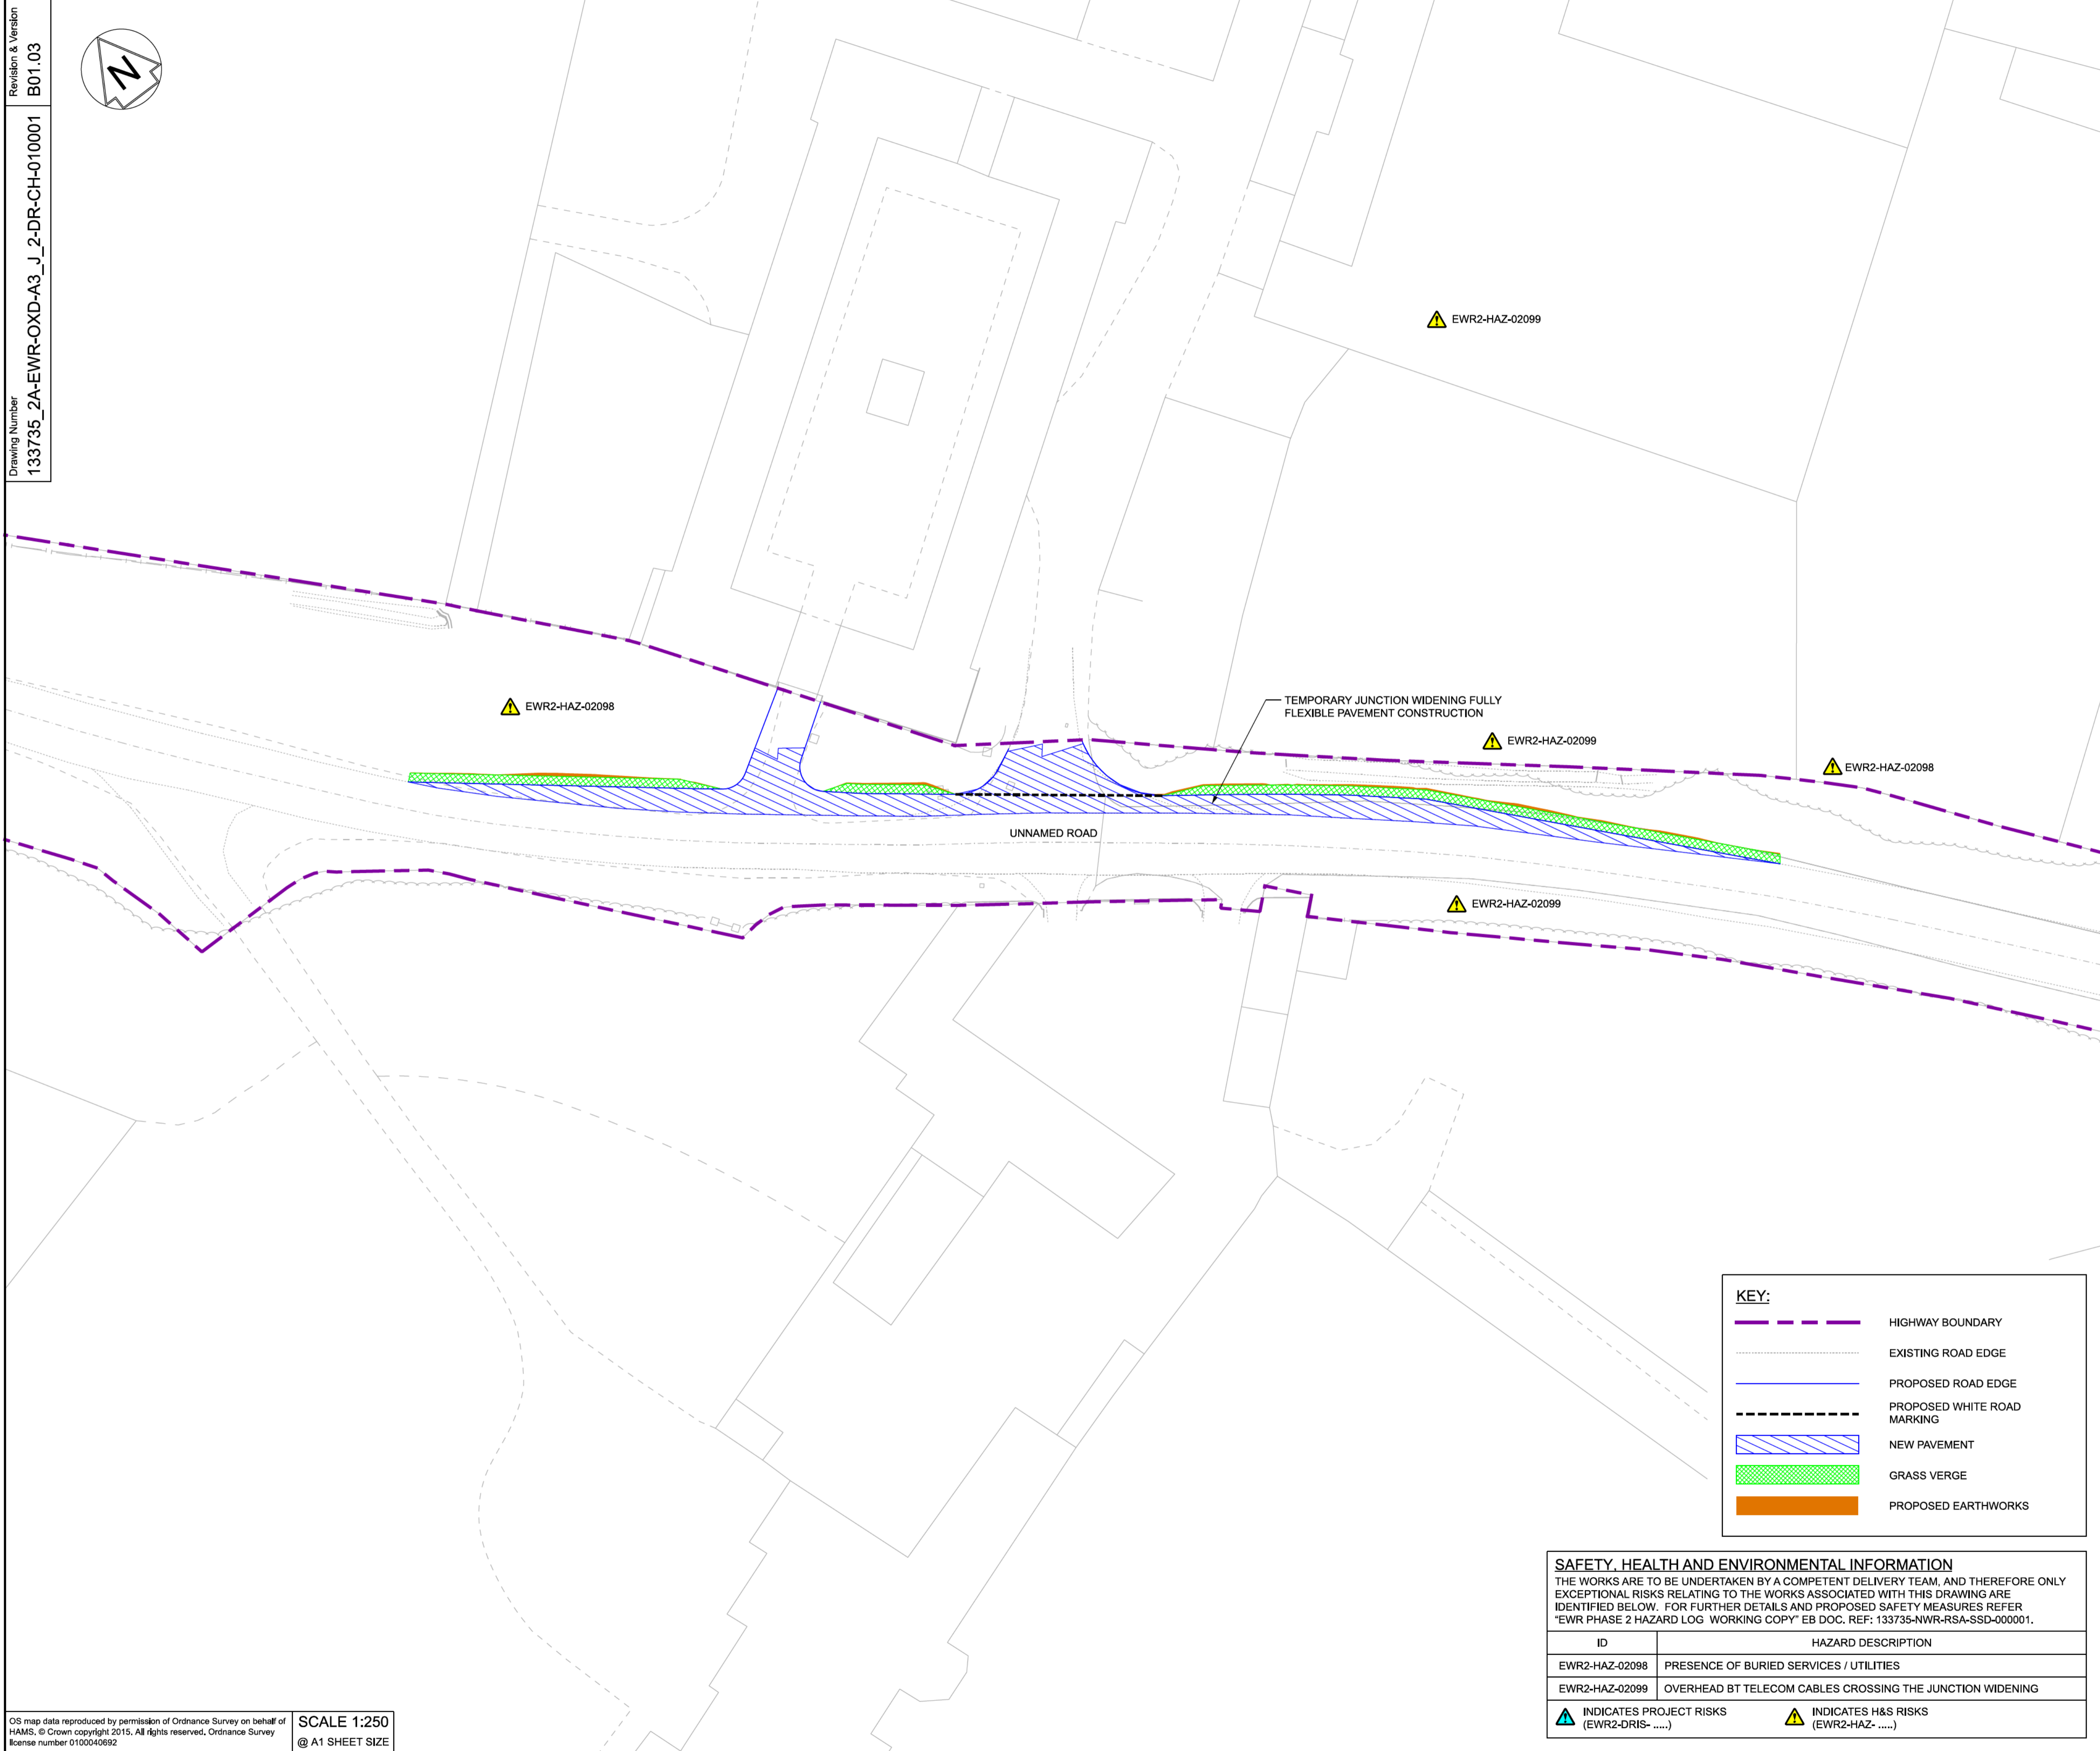 Revision & Version
B01.03
Drawing Number
133735_2A-EWR-OXD-A3_J_2-DR-CH-010001
N
EWR2-HAZ-02099
EWR2-HAZ-02098
TEMPORARY JUNCTION WIDENING FULLY
FLEXIBLE PAVEMENT CONSTRUCTION
EWR2-HAZ-02099
EWR2-HAZ-02098
UNNAMED ROAD
EWR2-HAZ-02099
KEY:
HIGHWAY BOUNDARY
EXISTING ROAD EDGE
PROPOSED ROAD EDGE
PROPOSED WHITE ROAD
MARKING
NEW PAVEMENT
GRASS VERGE
PROPOSED EARTHWORKS
SAFETY, HEALTH AND ENVIRONMENTAL INFORMATION
THE WORKS ARE TO BE UNDERTAKEN BY A COMPETENT DELIVERY TEAM, AND THEREFORE ONLY
EXCEPTIONAL RISKS RELATING TO THE WORKS ASSOCIATED WITH THIS DRAWING ARE
IDENTIFIED BELOW. FOR FURTHER DETAILS AND PROPOSED SAFETY MEASURES REFER
"EWR PHASE 2 HAZARD LOG WORKING COPY" EB DOC. REF: 133735-NWR-RSA-SSD-000001.
ID HAZARD DESCRIPTION
EWR2-HAZ-02098 PRESENCE OF BURIED SERVICES / UTILITIES
EWR2-HAZ-02099 OVERHEAD BT TELECOM CABLES CROSSING THE JUNCTION WIDENING
INDICATES PROJECT RISKS
(EWR2-DRIS- .....)
INDICATES H&S RISKS
(EWR2-HAZ- .....)
OS map data reproduced by permission of Ordnance Survey on behalf of
HAMS. © Crown copyright 2015. All rights reserved. Ordnance Survey
license number 0100040692
SCALE 1:250
@ A1 SHEET SIZE